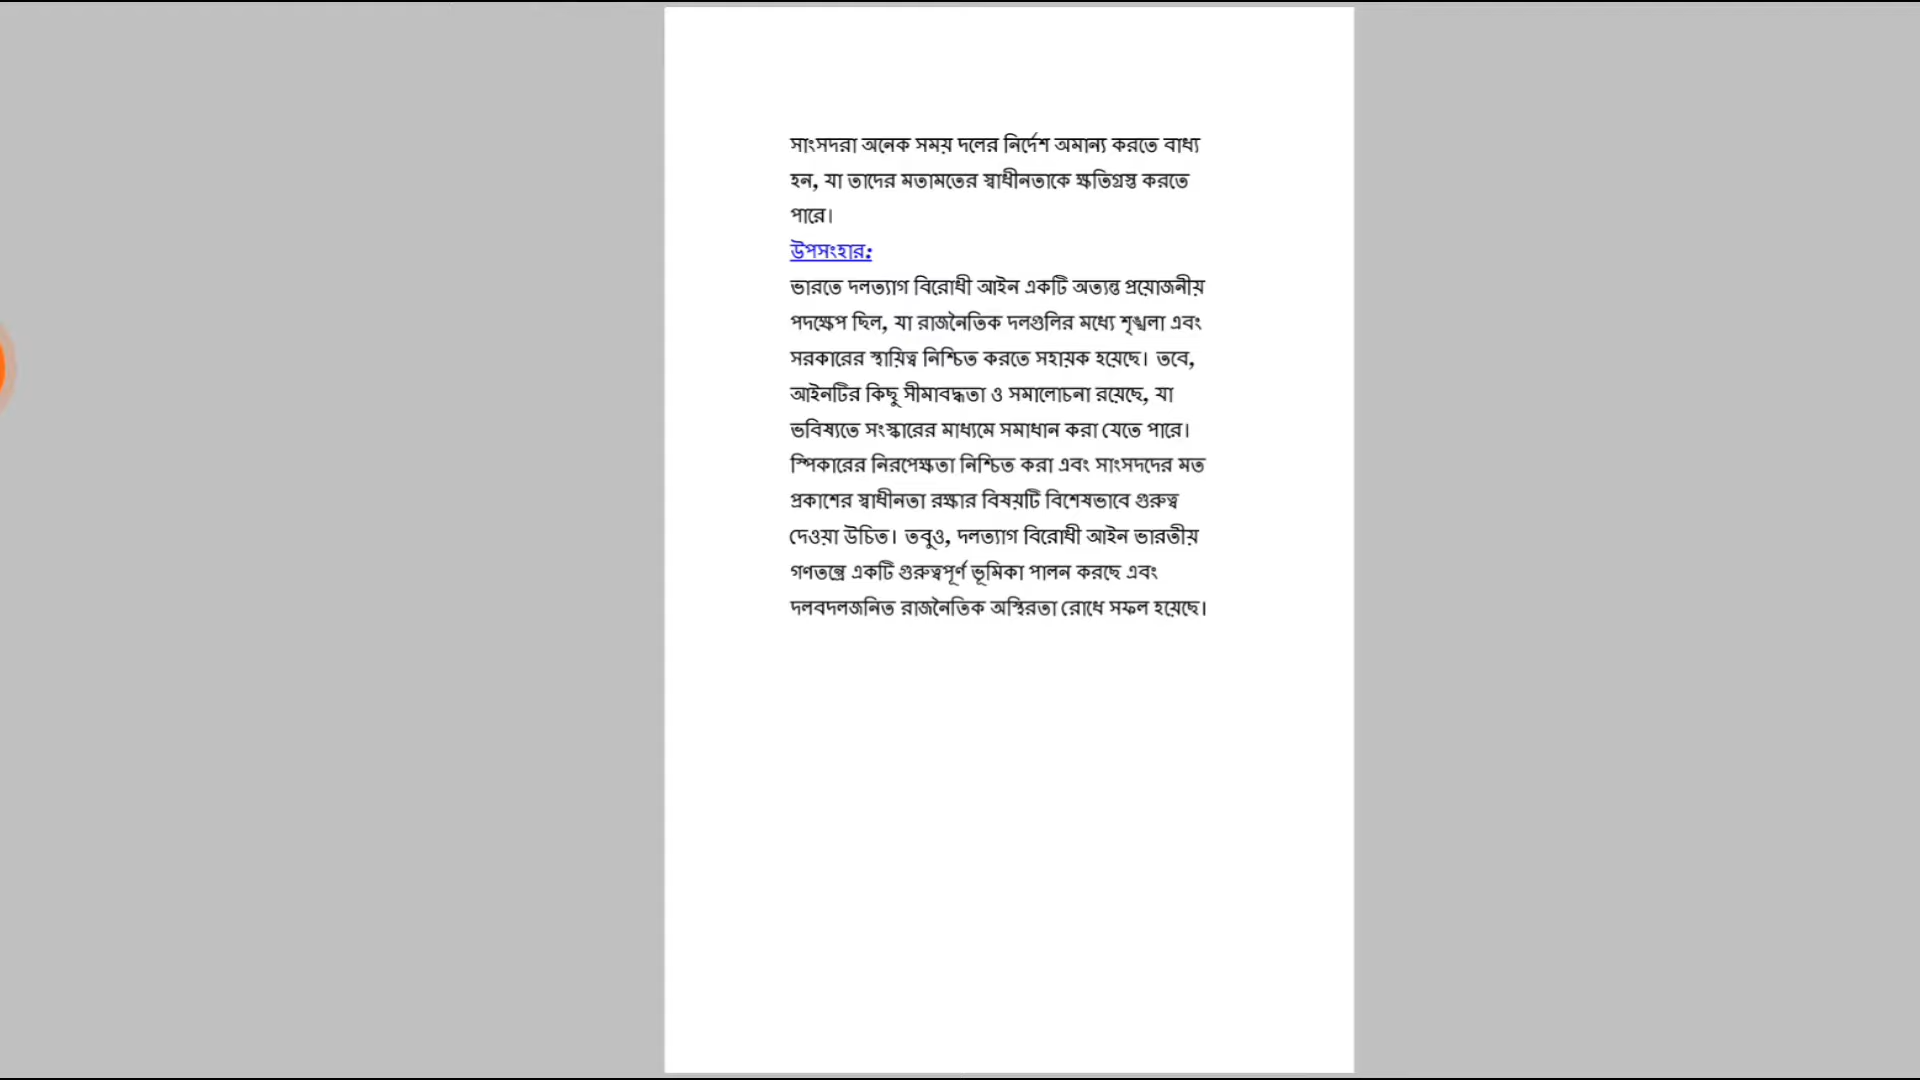 সাংসদরা অনেক সময় দলের নির্দেশ অমান্য করতে বাধ্য
হন, যা তাদের মতামতের স্বাধীনতাকে ক্ষতিগ্রস্ত করতে
পারে।
উপসংহার:
ভারতে দলত্যাগ বিরোধী আইন একটি অত্যন্ত প্রয়োজনীয়
পদক্ষেপ ছিল, যা রাজনৈতিক দলগুলির মধ্যে শৃঙ্খলা এবং
সরকারের স্থায়িত্ব নিশ্চিত করতে সহায়ক হয়েছে। তবে,
আইনটির কিছু সীমাবদ্ধতা ও সমালোচনা রয়েছে, যা
ভবিষ্যতে সংস্কারের মাধ্যমে সমাধান করা যেতে পারে।
স্পিকারের নিরপেক্ষতা নিশ্চিত করা এবং সাংসদদের মত
প্রকাশের স্বাধীনতা রক্ষার বিষয়টি বিশেষভাবে গুরুত্ব
দেওয়া উচিত। তবুও, দলত্যাগ বিরোধী আইন ভারতীয়
গণতন্ত্রে একটি গুরুত্বপূর্ণ ভূমিকা পালন করছে এবং
দলবদলজনিত রাজনৈতিক অস্থিরতা রোধে সফল হয়েছে।